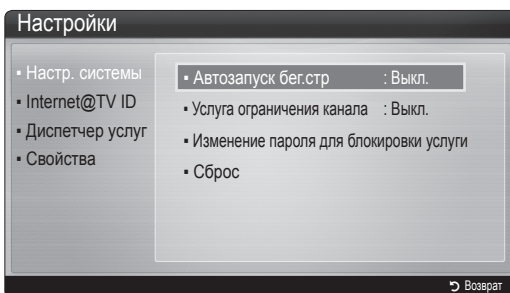 Настройки
▪ Настр. системы
▪ Internet@TV ID
▪ Диспетчер услуг
▪ Свойства
▪ Автозапуск бег.стр : Выкл.
▪ Услуга ограничения канала : Выкл.
▪ Изменение пароля для блокировки услуги
▪ Сброс
Возврат